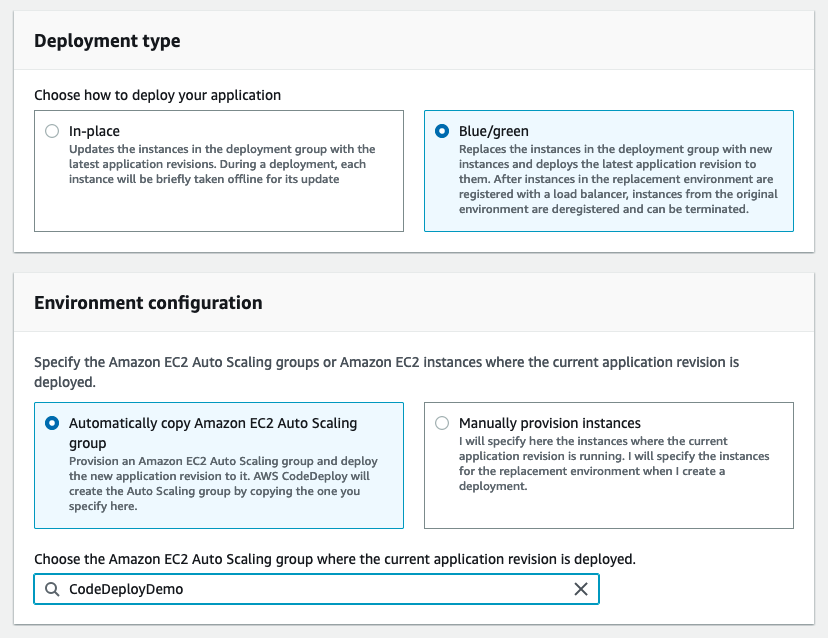 Deployment type
Choose how to deploy your application
In-place
Updates the instances in the deployment group with the
latest application revisions. During a deployment, each
instance will be briefly taken offline for its update
Blue/green
Replaces the instances in the deployment group with new
instances and deploys the latest application revision to
them. After instances in the replacement environment are
registered with a load balancer, instances from the original
environment are deregistered and can be terminated.
Environment configuration
Specify the Amazon EC2 Auto Scaling groups or Amazon EC2 instances where the current application revision is
deployed.
Automatically copy Amazon EC2 Auto Scaling
group
Provision an Amazon EC2 Auto Scaling group and deploy
the new application revision to it. AWS CodeDeploy will
create the Auto Scaling group by copying the one you
specify here.
Manually provision instances
I will specify here the instances where the current
application revision is running. I will specify the instances
for the replacement environment when I create a
deployment.
Choose the Amazon EC2 Auto Scaling group where the current application revision is deployed.
CodeDeployDemo